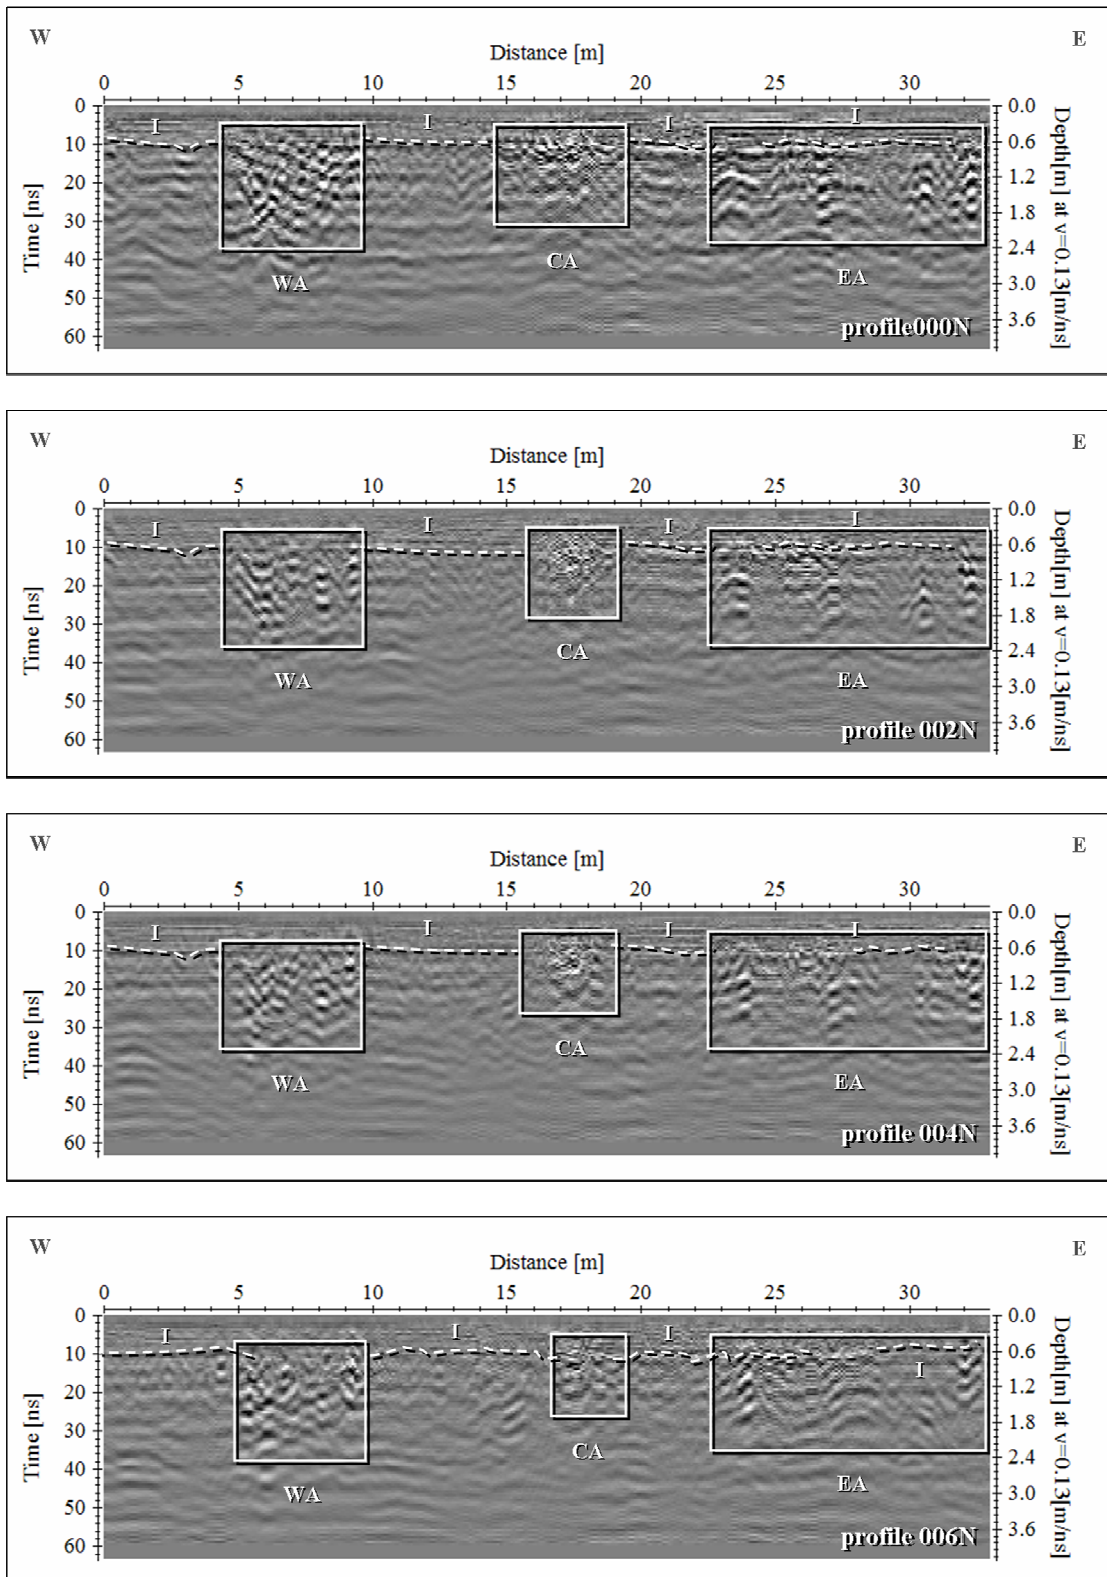 W E
Distance [m]
0 5 10 15 20 25 30
0 0.0
I I I I
10 0.6
20 1.2
30 1.8
40 2.4
50 3.0
60 3.6
Time [ns]
Depth[m] at v=0.13[m/ns]
WA CA EA
profile000N
W E
Distance [m]
0 5 10 15 20 25 30
0 0.0
I I I I
10 0.6
20 1.2
30 1.8
40 2.4
50 3.0
60 3.6
Time [ns]
Depth[m] at v=0.13[m/ns]
WA CA EA
profile 002N
W E
Distance [m]
0 5 10 15 20 25 30
0 0.0
I I I I
10 0.6
20 1.2
30 1.8
40 2.4
50 3.0
60 3.6
Time [ns]
Depth[m] at v=0.13[m/ns]
WA CA EA
profile 004N
W E
Distance [m]
0 5 10 15 20 25 30
0 0.0
I I I I
10 0.6
20 1.2
30 1.8
40 2.4
50 3.0
60 3.6
Time [ns]
Depth[m] at v=0.13[m/ns]
WA CA EA
profile 006N